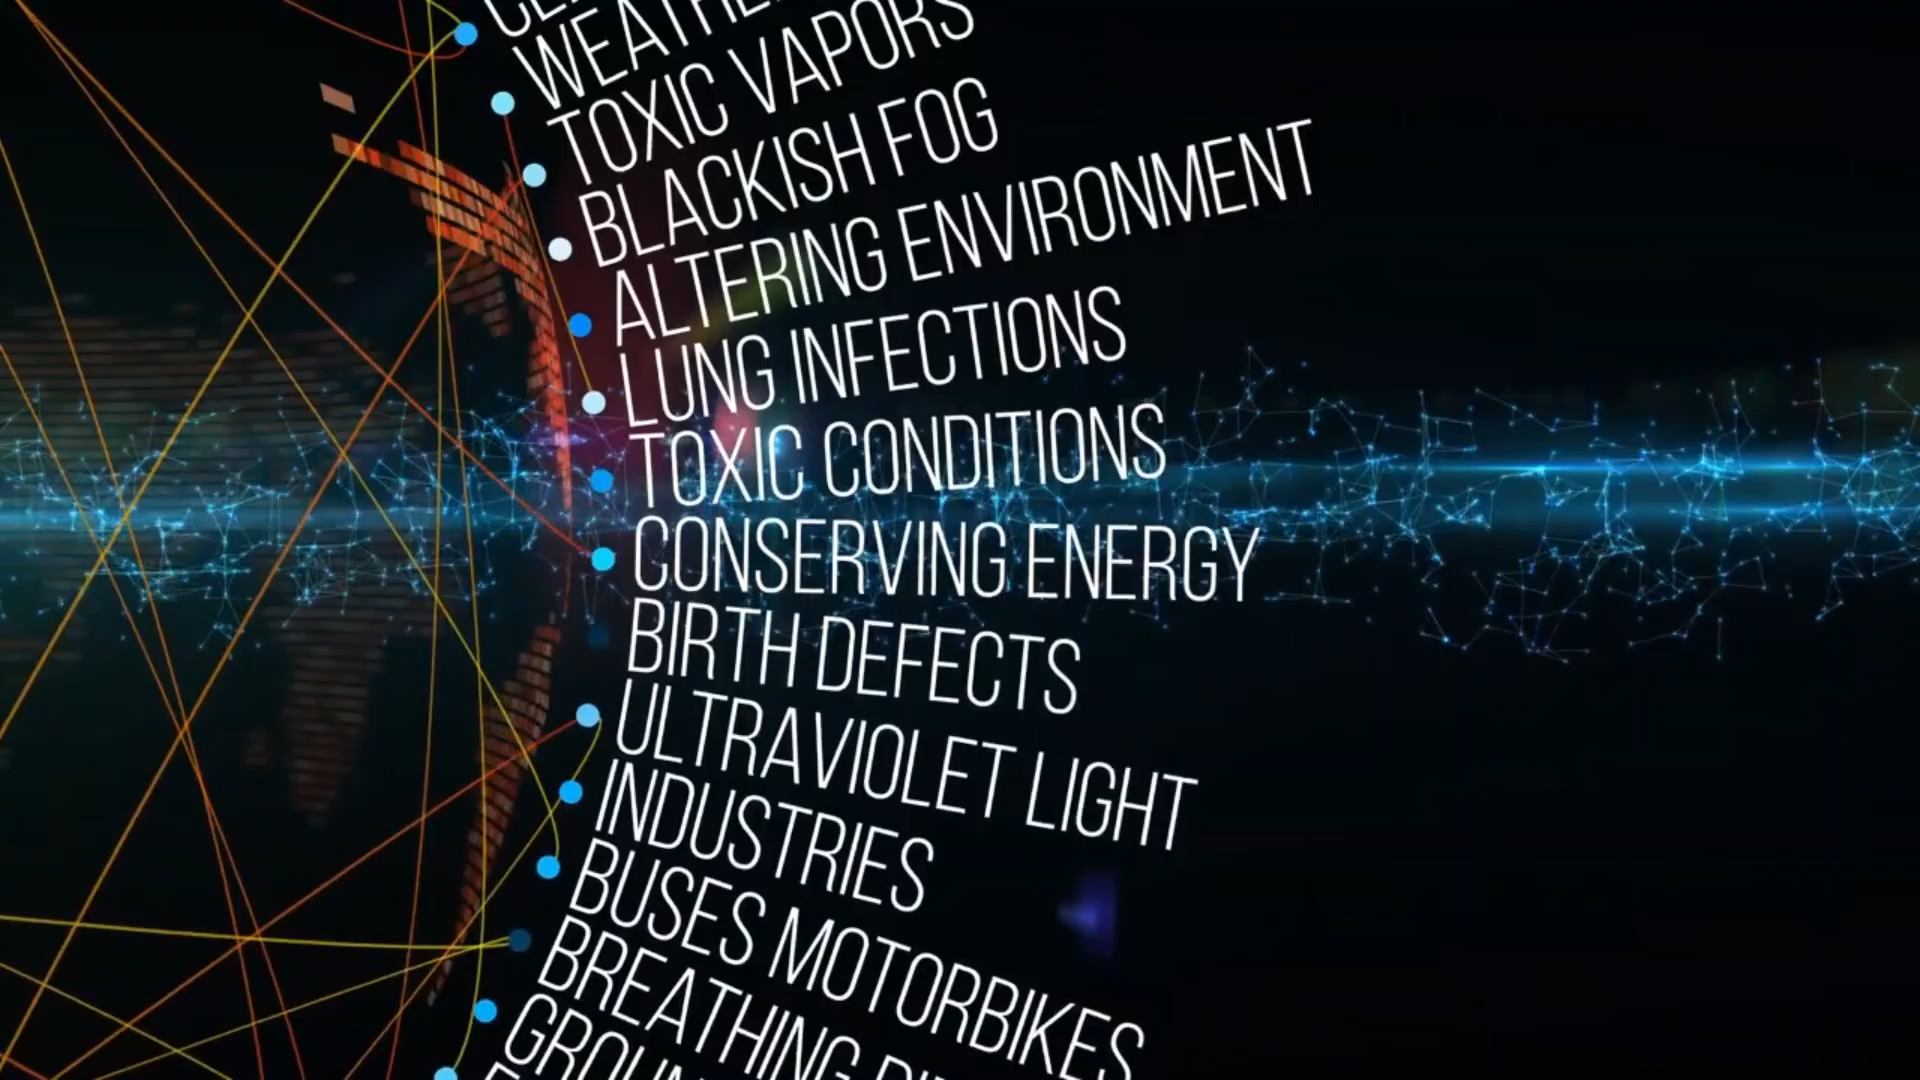 TOXIC VAPORS
BLACKISH FOG
ALTERING ENVIRONMENT
LUNG INFECTIONS
TOXIC CONDITIONS
CONSERVING ENERGY
BIRTH DEFECTS
ULTRAVIOLET LIGHT
INDUSTRIES
BUSES MOTORBIKES
BREATHING